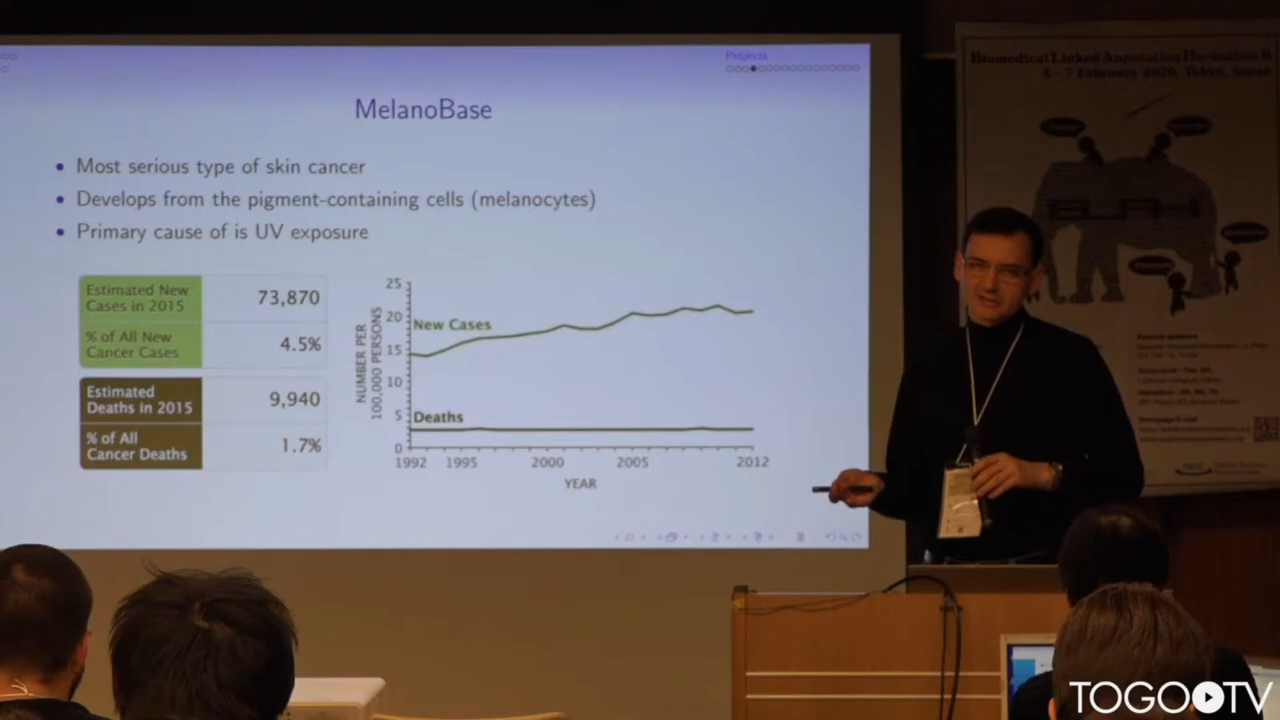 Projects
MelanoBase
• Most serious type of skin cancer
• Develops from the pigment-containing cells (melanocytes)
• Primary cause of is UV exposure
Estimated New
Cases in 2015
73,870
% of All New
Cancer Cases
4.5%
Estimated
Deaths in 2015
9,940
% of All
Cancer Deaths
1.7%
NUMBER PER
100,000 PERSONS
25
20
15
10
5
0
New Cases
Deaths
1992
1995
2000
2005
2012
YEAR
Biomedical Linked Annotation Hackathon 6
February 2020, Tokyo, Japan
BLAH
TOGOTV